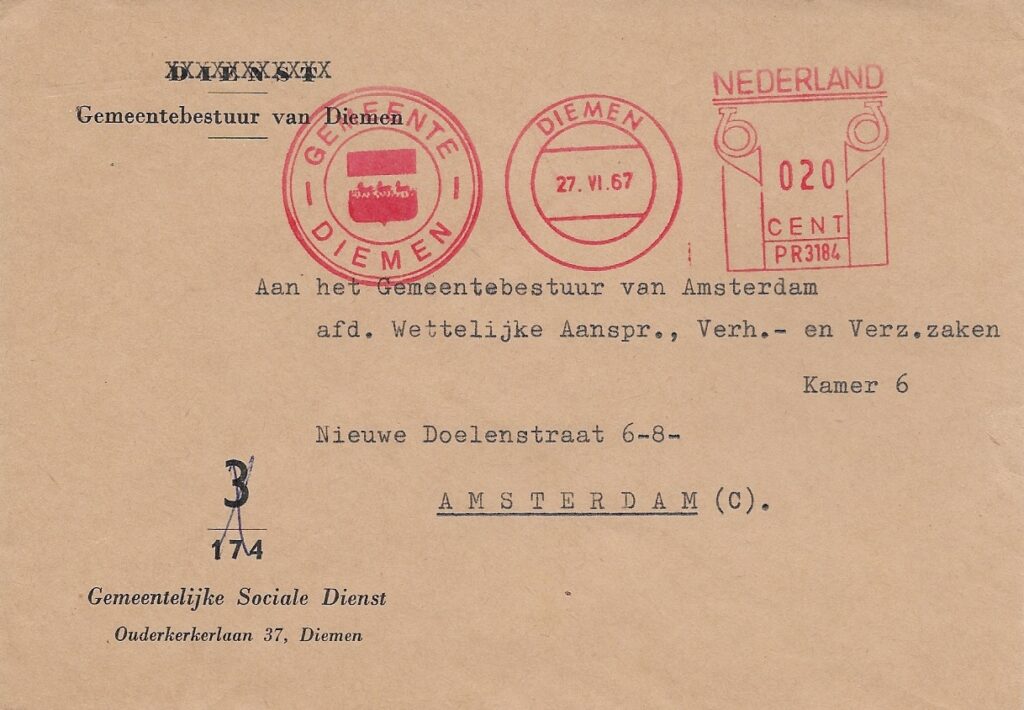 DIENST
Gemeentebestuur van Diemen
GEMEENTE DIEMEN
DIEMEN
27. VI. 67
NEDERLAND
020
CENT
PR3184
Aan het Gemeentebestuur van Amsterdam
afd. Wettelijke Aanspr., Verh.- en Verz.zaken
Kamer 6
Nieuwe Doelenstraat 6-8-
AMSTERDAM (C).
3
174
Gemeentelijke Sociale Dienst
Ouderkerkerlaan 37, Diemen